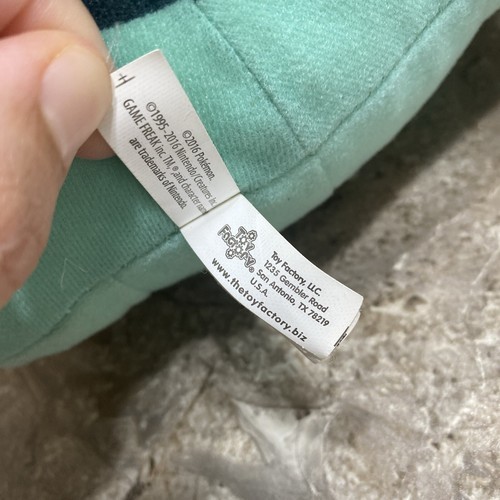 ©2016 Pokémon.
©1995-2016 Nintendo/Creatures Inc.
GAME FREAK inc. TM, ® and character
are trademarks of Nintendo.
TOY
FACTORY®
Toy Factory, LLC.
1235 Gembler Road
San Antonio, TX 78219
U.S.A.
www.thetoyfactory.biz